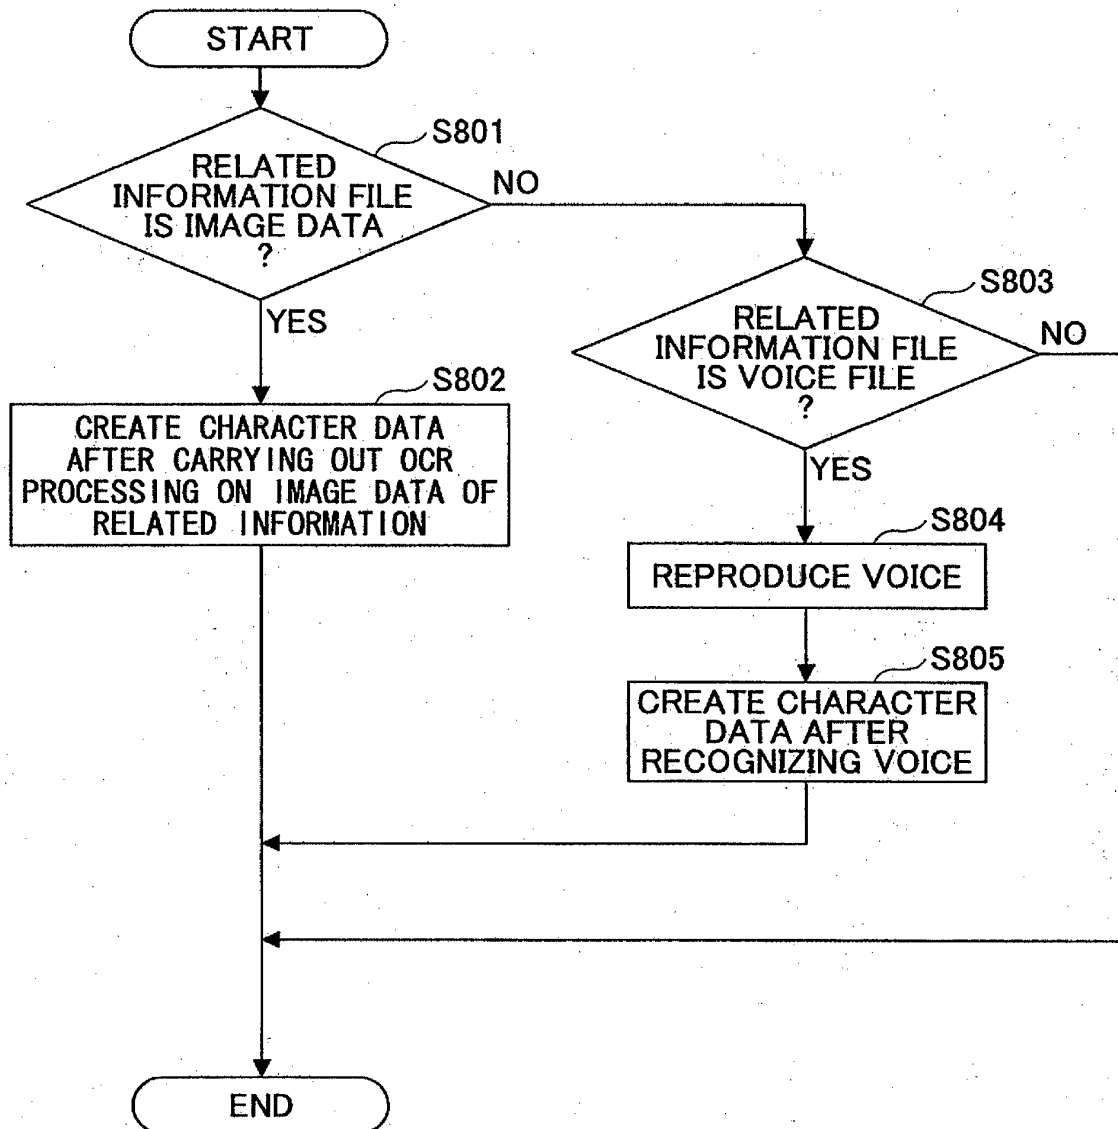 START
S801
RELATED
INFORMATION FILE
IS IMAGE DATA
?
NO
YES
S802
CREATE CHARACTER DATA
AFTER CARRYING OUT OCR
PROCESSING ON IMAGE DATA OF
RELATED INFORMATION
S803
RELATED
INFORMATION FILE
IS VOICE FILE
?
NO
YES
S804
REPRODUCE VOICE
S805
CREATE CHARACTER
DATA AFTER
RECOGNIZING VOICE
END